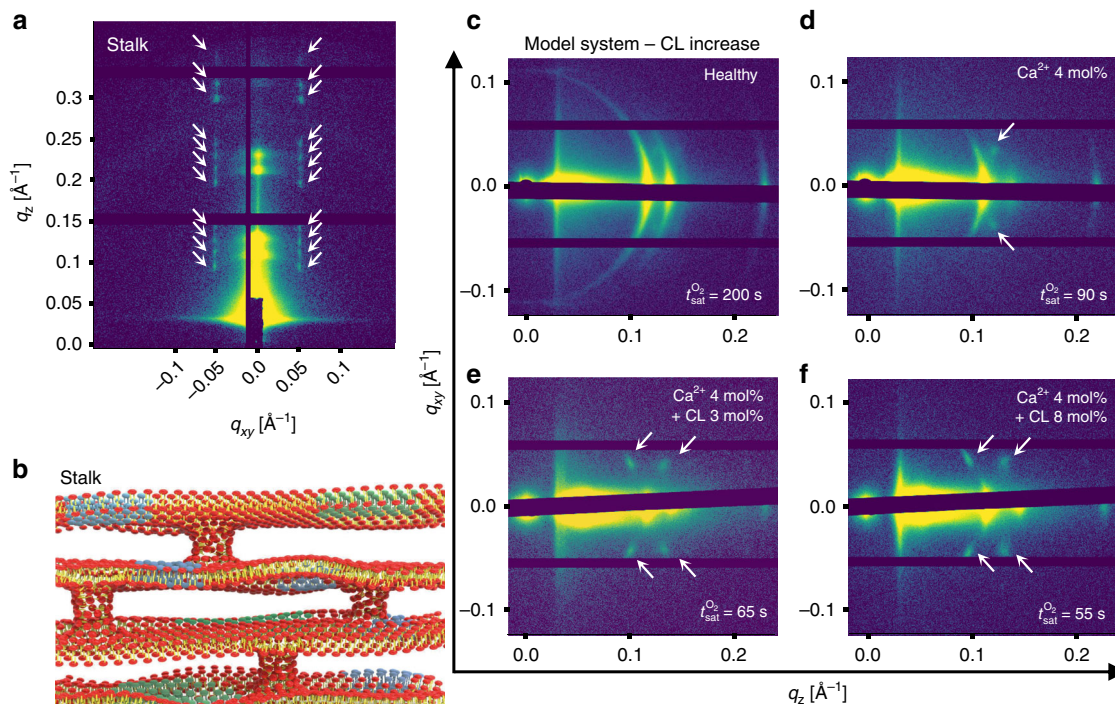 a
Stalk
0.3
0.25
0.2
0.15
0.1
0.05
0.0
q_z [Å⁻¹]
−0.1
−0.05
0.0
0.05
0.1
q_xy [Å⁻¹]
b
Stalk
Model system – CL increase
q_xy [Å⁻¹]
q_z [Å⁻¹]
c
Healthy
0.1
0.0
−0.1
t_sat^O₂ = 200 s
0.0
0.1
0.2
d
Ca²⁺ 4 mol%
0.1
0.0
−0.1
t_sat^O₂ = 90 s
0.0
0.1
0.2
e
Ca²⁺ 4 mol%
+ CL 3 mol%
0.1
0.0
−0.1
t_sat^O₂ = 65 s
0.0
0.1
0.2
f
Ca²⁺ 4 mol%
+ CL 8 mol%
0.1
0.0
−0.1
t_sat^O₂ = 55 s
0.0
0.1
0.2